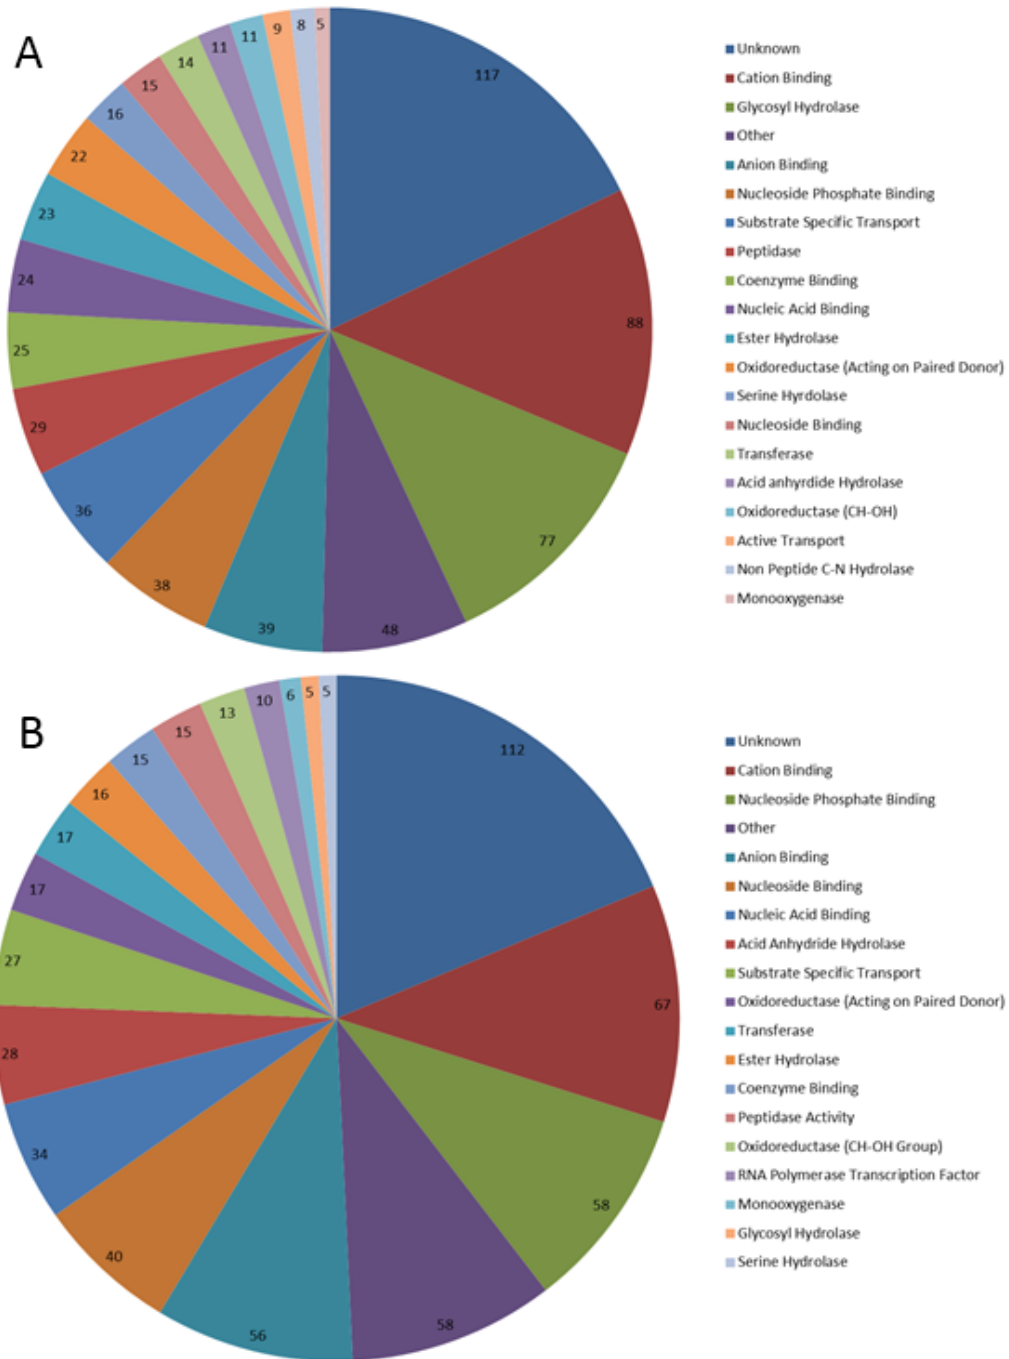 A
117
88
77
48
39
38
36
29
25
24
23
22
16
15
14
11
11
9
8
5
Unknown
Cation Binding
Glycosyl Hydrolase
Other
Anion Binding
Nucleoside Phosphate Binding
Substrate Specific Transport
Peptidase
Coenzyme Binding
Nucleic Acid Binding
Ester Hydrolase
Oxidoreductase (Acting on Paired Donor)
Serine Hyrdolase
Nucleoside Binding
Transferase
Acid anhyrdide Hydrolase
Oxidoreductase (CH-OH)
Active Transport
Non Peptide C-N Hydrolase
Monooxygenase
B
112
67
58
58
56
40
34
28
27
17
17
16
15
15
13
10
6
5
5
Unknown
Cation Binding
Nucleoside Phosphate Binding
Other
Anion Binding
Nucleoside Binding
Nucleic Acid Binding
Acid Anhydride Hydrolase
Substrate Specific Transport
Oxidoreductase (Acting on Paired Donor)
Transferase
Ester Hydrolase
Coenzyme Binding
Peptidase Activity
Oxidoreductase (CH-OH Group)
RNA Polymerase Transcription Factor
Monooxygenase
Glycosyl Hydrolase
Serine Hydrolase